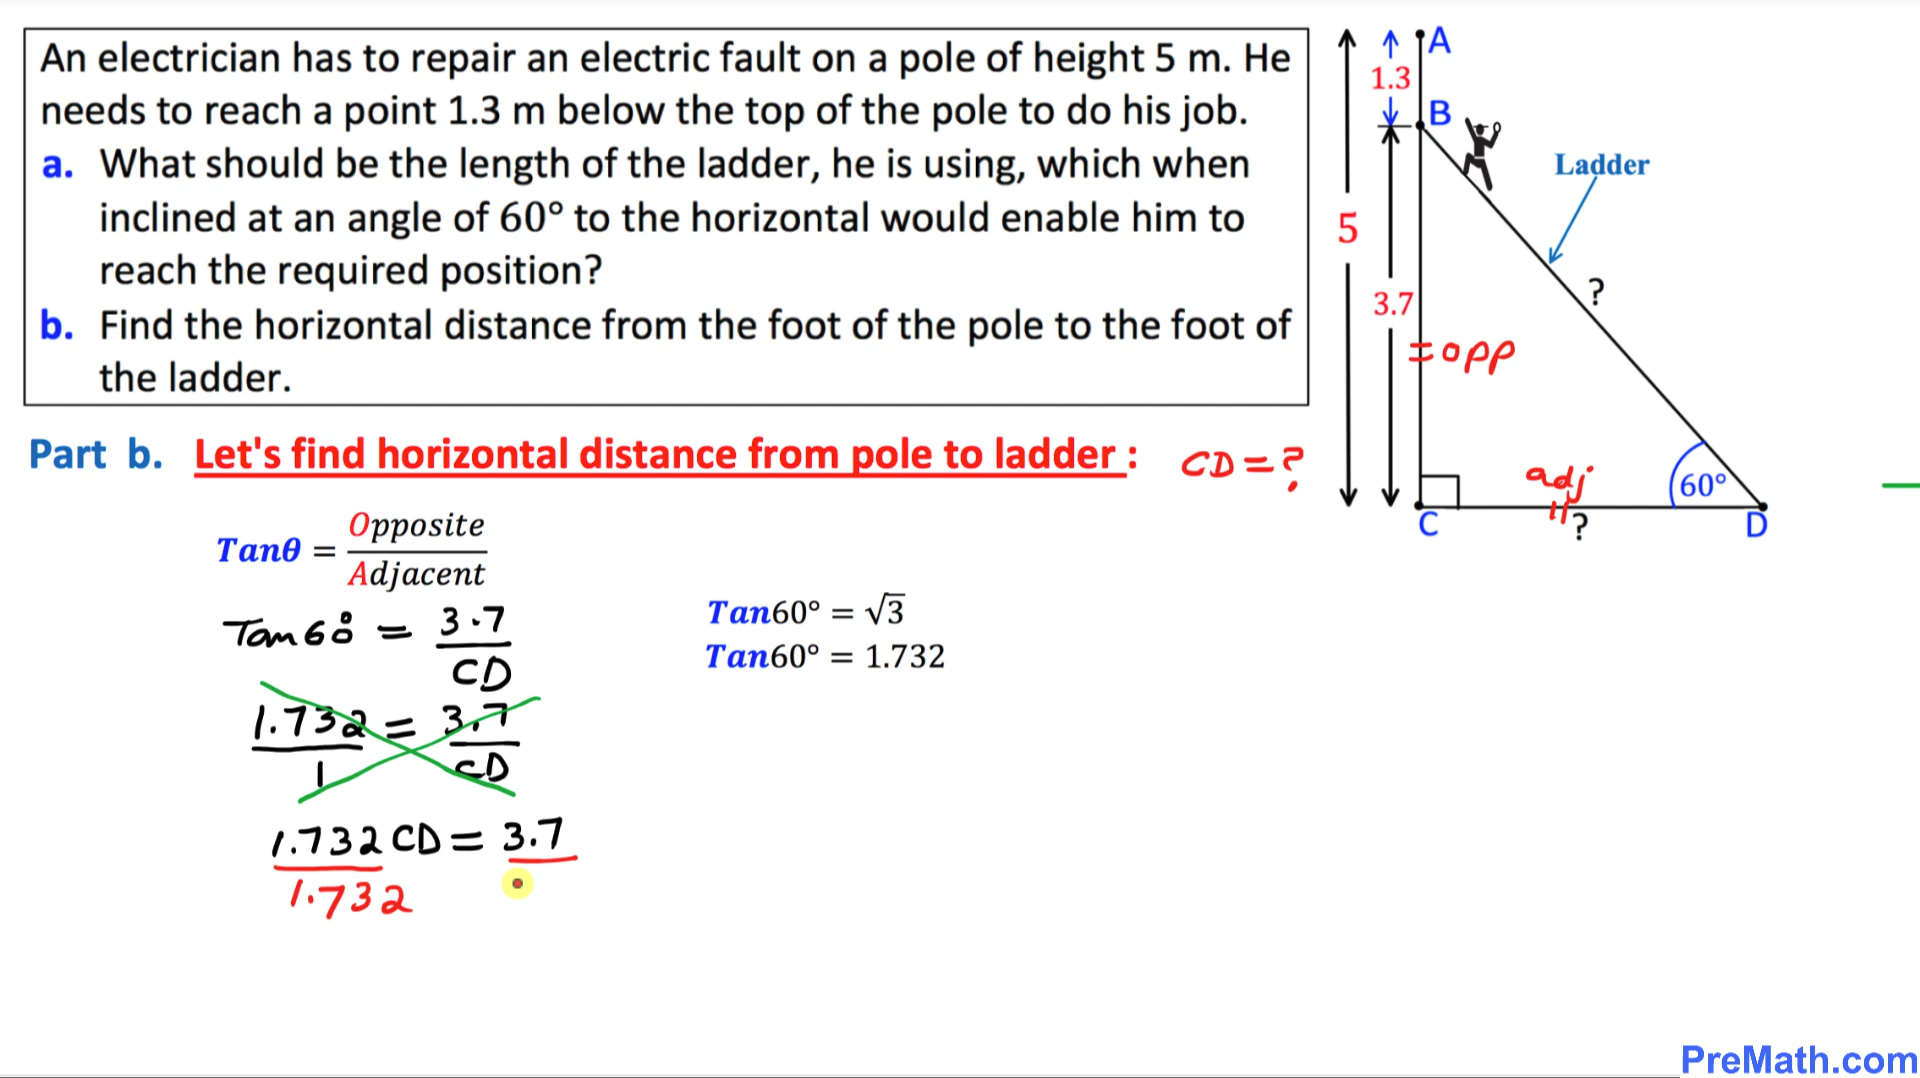 An electrician has to repair an electric fault on a pole of height 5 m. He
needs to reach a point 1.3 m below the top of the pole to do his job.
a. What should be the length of the ladder, he is using, which when
inclined at an angle of 60° to the horizontal would enable him to
reach the required position?
b. Find the horizontal distance from the foot of the pole to the foot of
the ladder.
A
1.3
B
Ladder
5
?
3.7
= opp
adj
60°
C
?
D
Part b. Let's find horizontal distance from pole to ladder : CD = ?
Tanθ = Opposite
Adjacent
Tan 60° = 3.7
CD
1.732 = 3.7
1 CD
1.732 CD = 3.7
1.732
Tan60° = √3
Tan60° = 1.732
PreMath.com